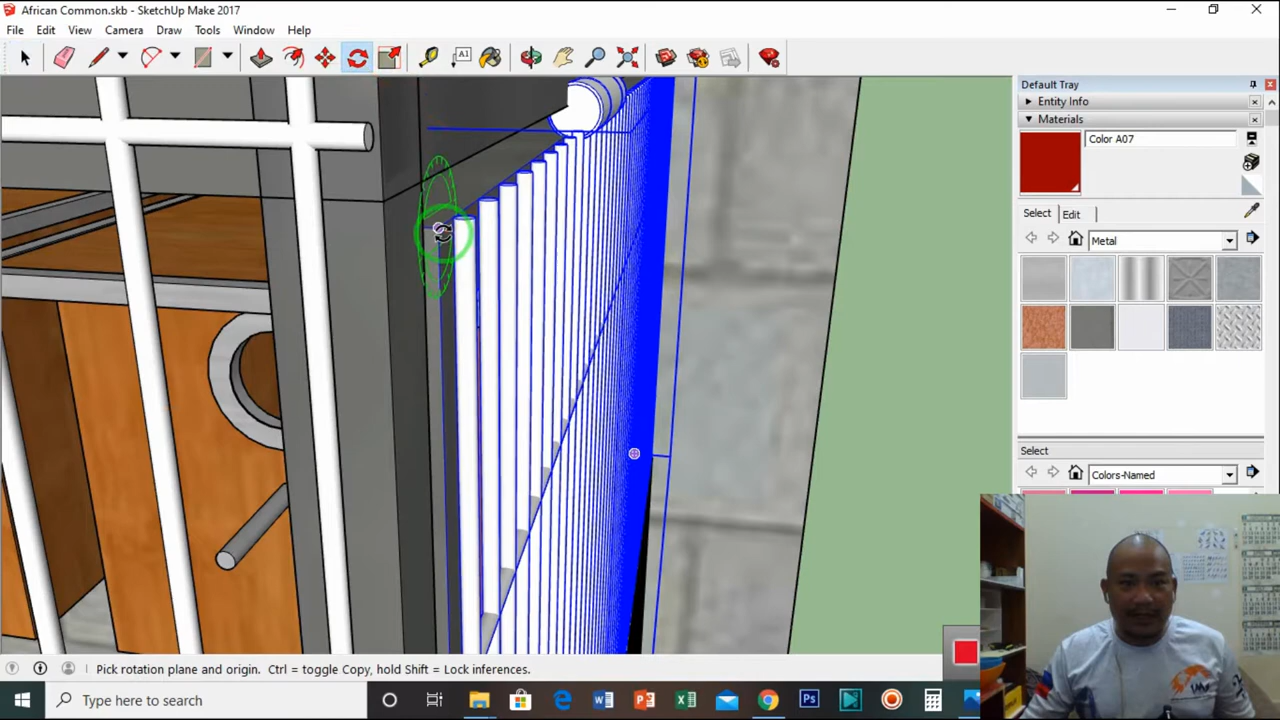 African Common.skb - SketchUp Make 2017
File Edit View Camera Draw Tools Window Help
A1
Default Tray
Entity Info
Materials
Color A07
Select Edit
Metal
Select
Colors-Named
Pick rotation plane and origin. Ctrl = toggle Copy, hold Shift = Lock inferences.
Type here to search
Ps